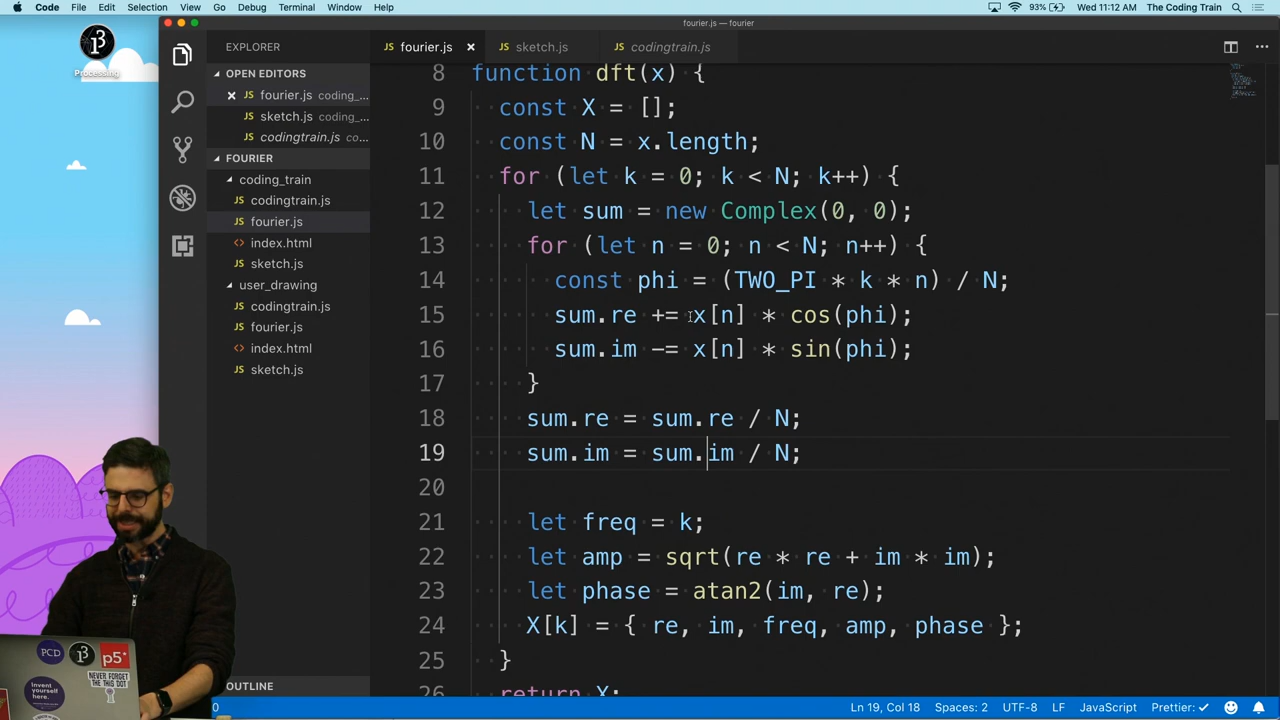 Code File Edit Selection View Go Debug Terminal Window Help 93% Wed 11:12 AM The Coding Train
fourier.js — fourier
Processing
EXPLORER
OPEN EDITORS
JS fourier.js coding_...
JS sketch.js coding_...
JS codingtrain.js co...
FOURIER
coding_train
JS codingtrain.js
JS fourier.js
<> index.html
JS sketch.js
user_drawing
JS codingtrain.js
JS fourier.js
<> index.html
JS sketch.js
OUTLINE
JS fourier.js × JS sketch.js JS codingtrain.js
8 function dft(x) {
9 const X = [];
10 const N = x.length;
11 for (let k = 0; k < N; k++) {
12 let sum = new Complex(0, 0);
13 for (let n = 0; n < N; n++) {
14 const phi = (TWO_PI * k * n) / N;
15 sum.re += x[n] * cos(phi);
16 sum.im -= x[n] * sin(phi);
17 }
18 sum.re = sum.re / N;
19 sum.im = sum.im / N;
20
21 let freq = k;
22 let amp = sqrt(re * re + im * im);
23 let phase = atan2(im, re);
24 X[k] = { re, im, freq, amp, phase };
25 }
26 return X;
PCD
p5*
NEVER FORGET
Invent yourself here.
0 Ln 19, Col 18 Spaces: 2 UTF-8 LF JavaScript Prettier: ✓